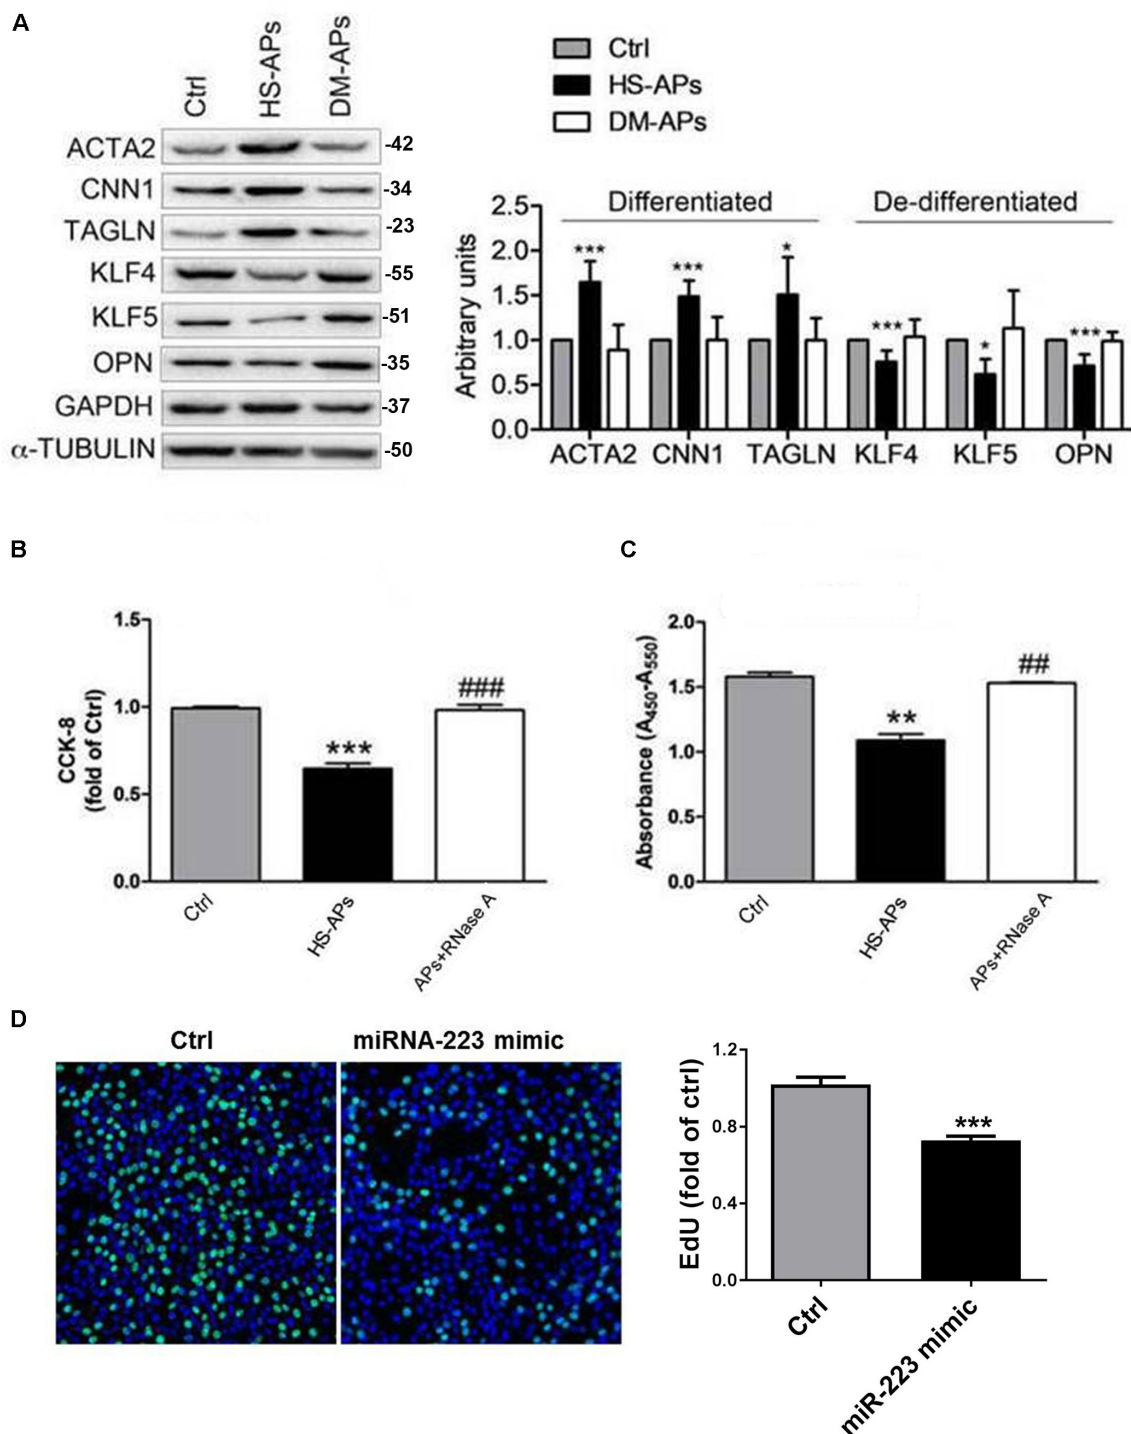 A
Ctrl
HS-APs
DM-APs
ACTA2
-42
CNN1
-34
TAGLN
-23
KLF4
-55
KLF5
-51
OPN
-35
GAPDH
-37
α-TUBULIN
-50
Ctrl
HS-APs
DM-APs
Differentiated
De-differentiated
Arbitrary units
2.5
2.0
1.5
1.0
0.5
0.0
*** *** * *** * ***
ACTA2 CNN1 TAGLN KLF4 KLF5 OPN
B
CCK-8
(fold of Ctrl)
1.5
1.0
0.5
0.0
***
###
Ctrl
HS-APs
APs+RNase A
C
Absorbance (A450-A550)
2.0
1.5
1.0
0.5
0.0
**
##
Ctrl
HS-APs
APs+RNase A
D
Ctrl
miRNA-223 mimic
EdU (fold of ctrl)
1.2
0.8
0.4
0.0
***
Ctrl
miR-223 mimic